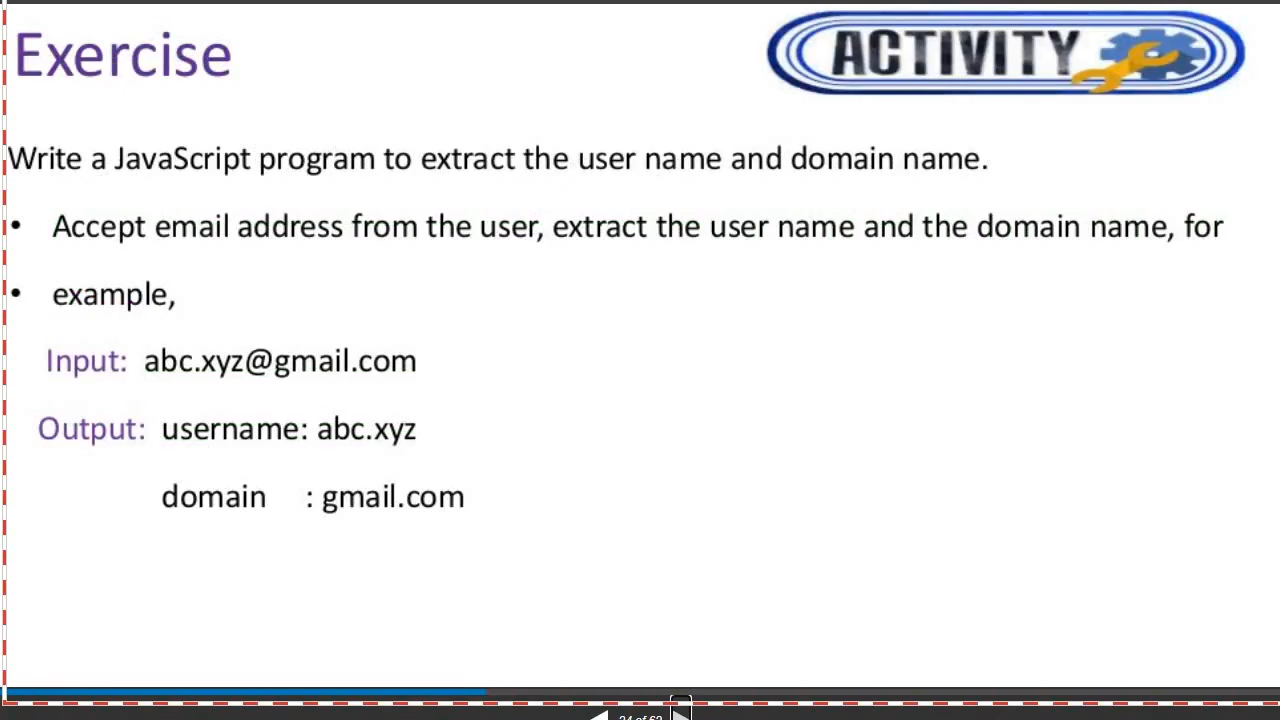 Exercise
ACTIVITY
Write a JavaScript program to extract the user name and domain name.
• Accept email address from the user, extract the user name and the domain name, for
• example,
Input: abc.xyz@gmail.com
Output: username: abc.xyz
domain : gmail.com